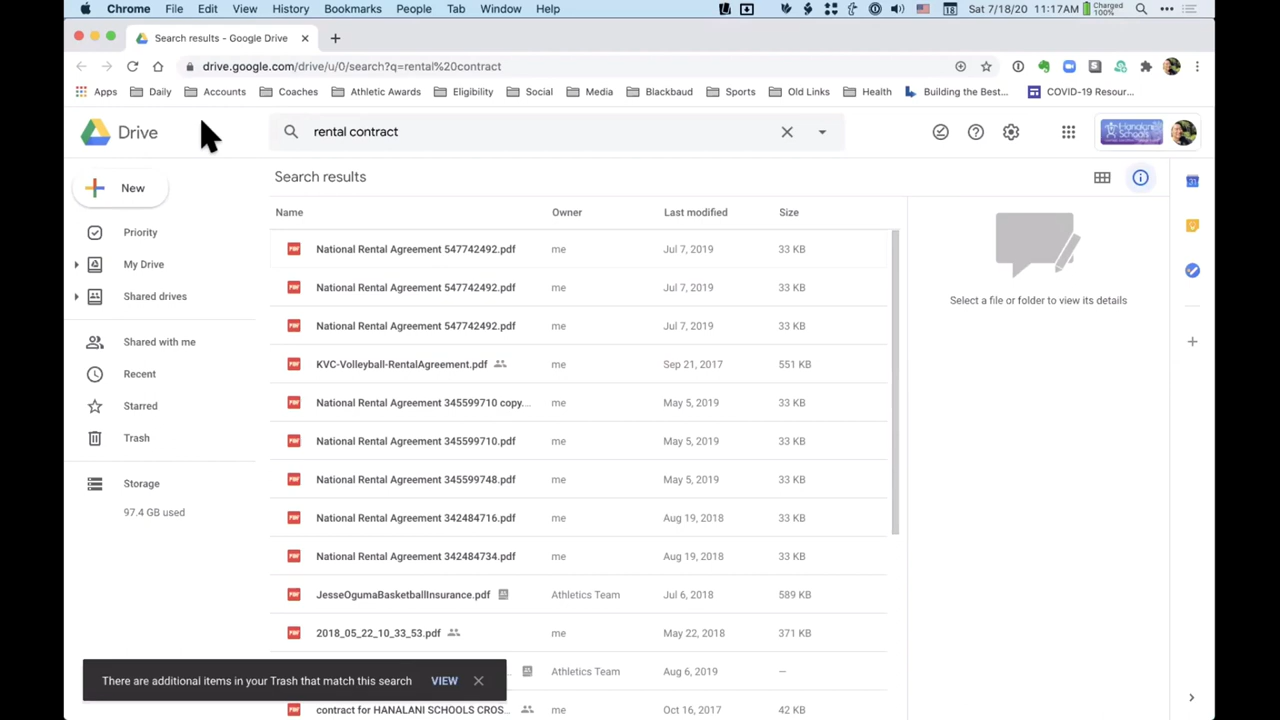 Chrome File Edit View History Bookmarks People Tab Window Help 18 Sat 7/18/20 11:17AM Charged 100%
Search results - Google Drive
drive.google.com/drive/u/0/search?q=rental%20contract
Apps Daily Accounts Coaches Athletic Awards Eligibility Social Media Blackbaud Sports Old Links Health Building the Best... COVID-19 Resour...
Drive rental contract Hanalani Schools
New Search results 31
Name Owner Last modified Size
Priority National Rental Agreement 547742492.pdf me Jul 7, 2019 33 KB
My Drive National Rental Agreement 547742492.pdf me Jul 7, 2019 33 KB
Shared drives National Rental Agreement 547742492.pdf me Jul 7, 2019 33 KB
Select a file or folder to view its details
Shared with me KVC-Volleyball-RentalAgreement.pdf me Sep 21, 2017 551 KB
Recent National Rental Agreement 345599710 copy... me May 5, 2019 33 KB
Starred National Rental Agreement 345599710.pdf me May 5, 2019 33 KB
Trash National Rental Agreement 345599748.pdf me May 5, 2019 33 KB
Storage National Rental Agreement 342484716.pdf me Aug 19, 2018 33 KB
97.4 GB used National Rental Agreement 342484734.pdf me Aug 19, 2018 33 KB
JesseOgumaBasketballInsurance.pdf Athletics Team Jul 6, 2018 589 KB
2018_05_22_10_33_53.pdf me May 22, 2018 371 KB
Athletics Team Aug 6, 2019 —
There are additional items in your Trash that match this search VIEW
contract for HANALANI SCHOOLS CROS... me Oct 16, 2017 42 KB